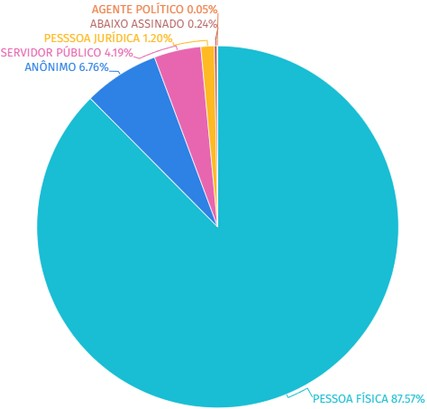 AGENTE POLÍTICO 0.05%
ABAIXO ASSINADO 0.24%
PESSSOA JURÍDICA 1.20%
SERVIDOR PÚBLICO 4.19%
ANÔNIMO 6.76%
PESSOA FÍSICA 87.57%